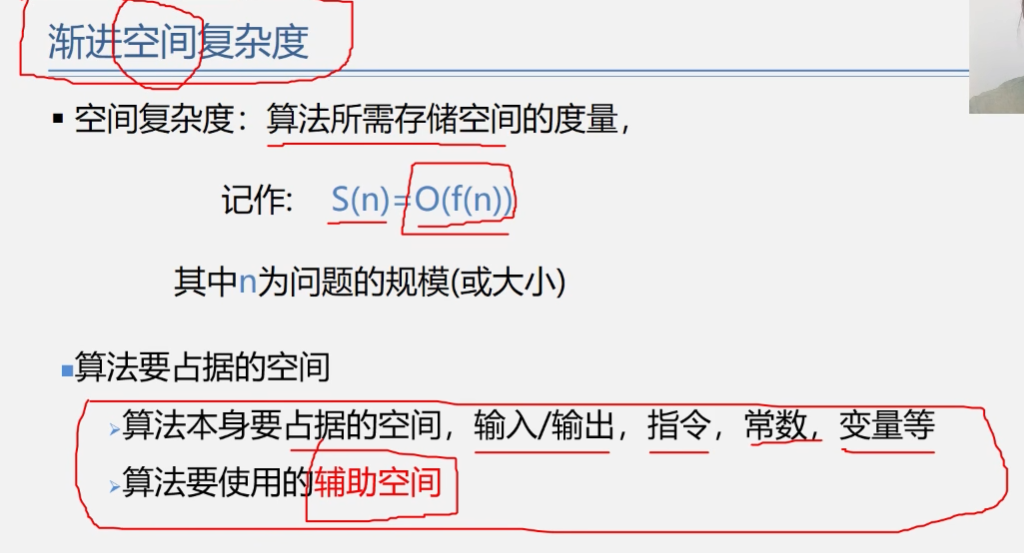 渐进空间复杂度
▪ 空间复杂度：算法所需存储空间的度量，
记作: S(n)=O(f(n))
其中n为问题的规模(或大小)
▪算法要占据的空间
➢算法本身要占据的空间，输入/输出，指令，常数，变量等
➢算法要使用的辅助空间